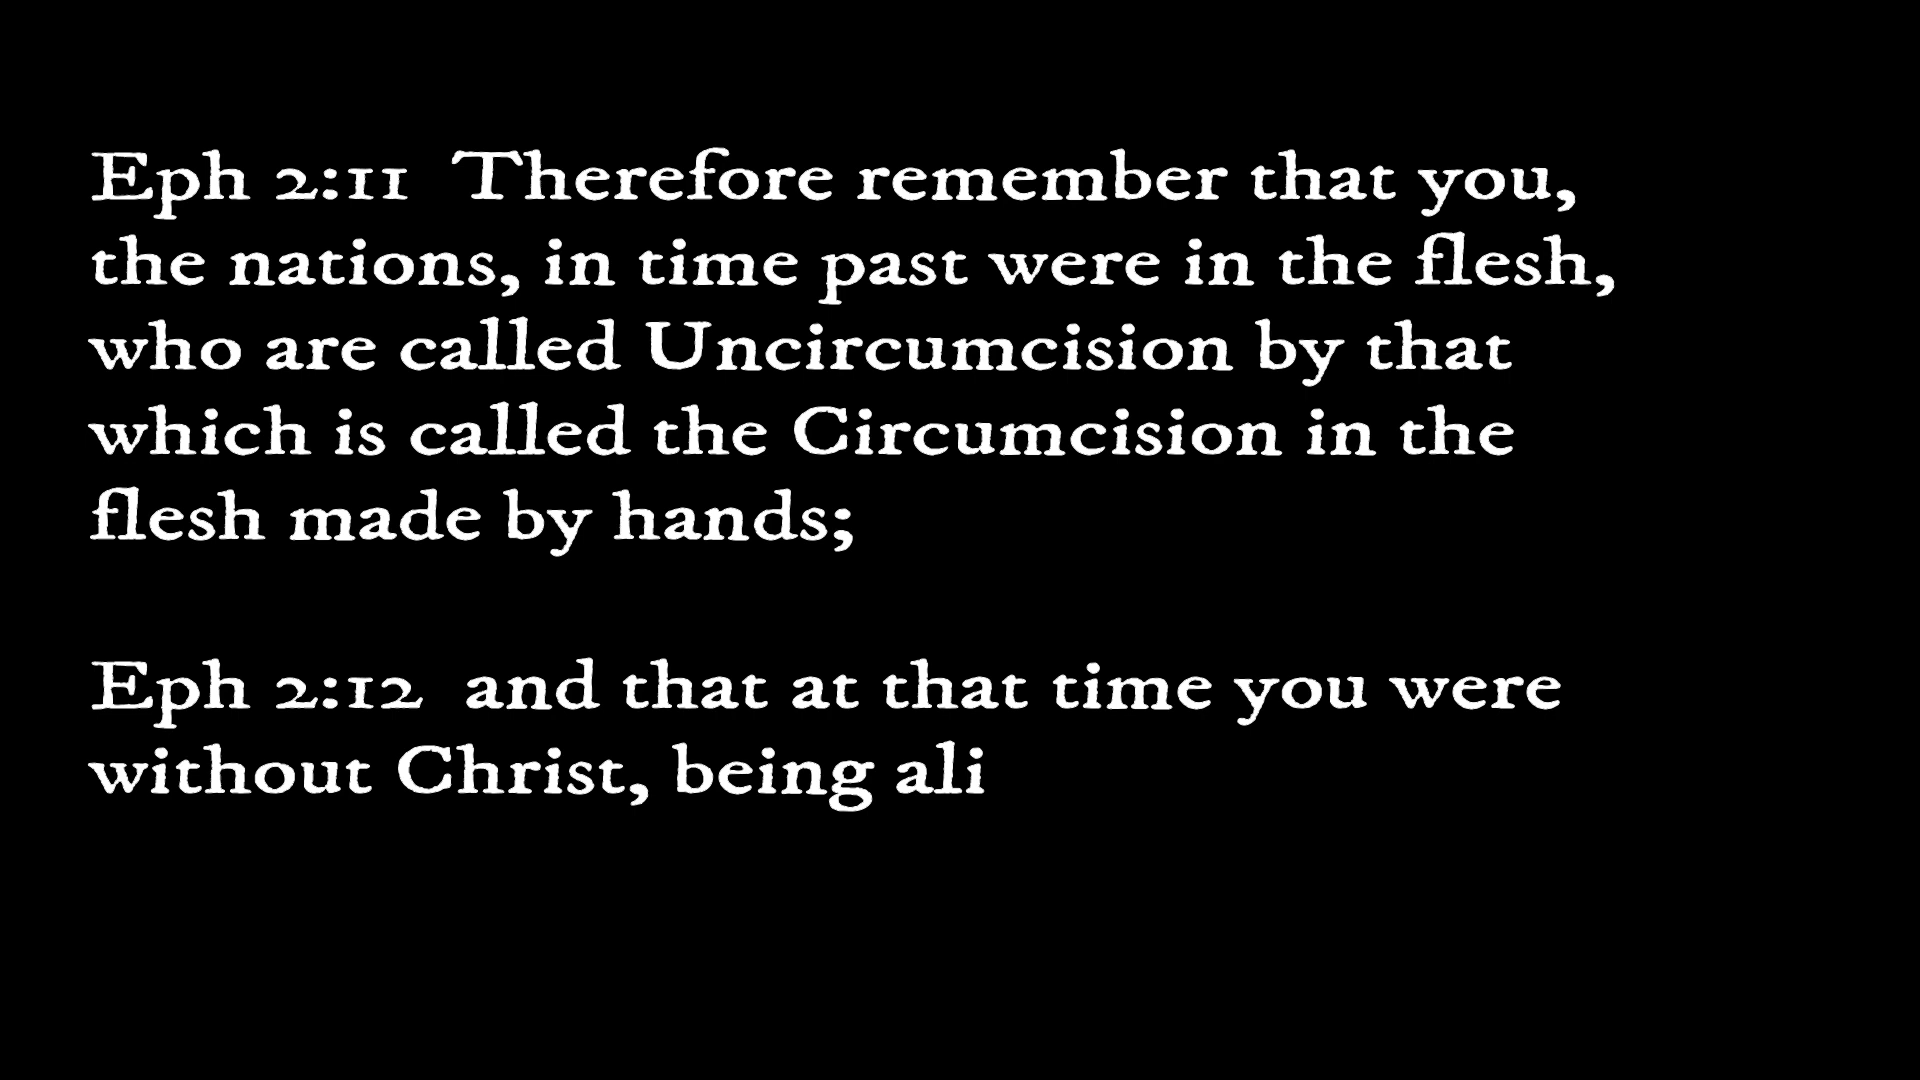 Eph 2:11  Therefore remember that you,
the nations, in time past were in the flesh,
who are called Uncircumcision by that
which is called the Circumcision in the
flesh made by hands;
Eph 2:12  and that at that time you were
without Christ, being ali